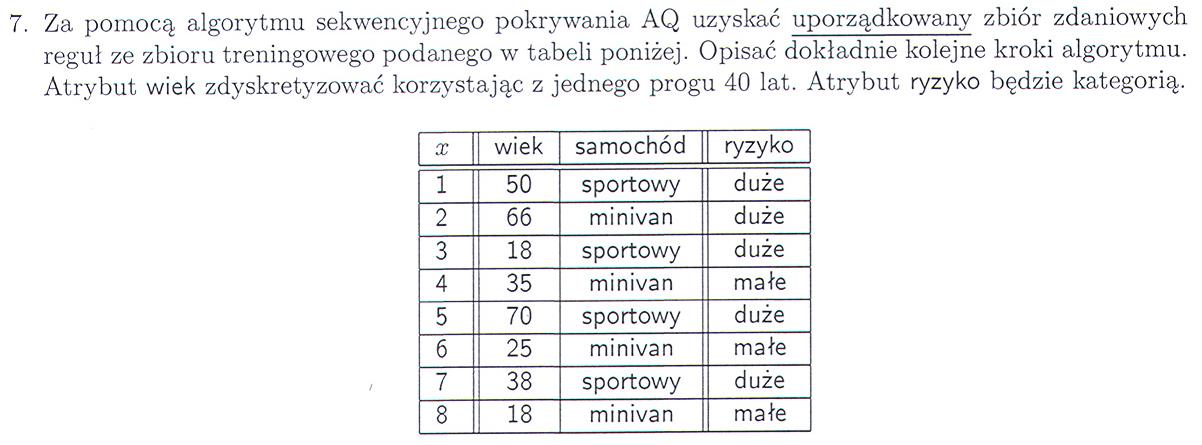 7. Za pomocą algorytmu sekwencyjnego pokrywania AQ uzyskać uporządkowany zbiór zdaniowych
reguł ze zbioru treningowego podanego w tabeli poniżej. Opisać dokładnie kolejne kroki algorytmu.
Atrybut wiek zdyskretyzować korzystając z jednego progu 40 lat. Atrybut ryzyko będzie kategorią.
x wiek samochód ryzyko
1 50 sportowy duże
2 66 minivan duże
3 18 sportowy duże
4 35 minivan małe
5 70 sportowy duże
6 25 minivan małe
7 38 sportowy duże
8 18 minivan małe